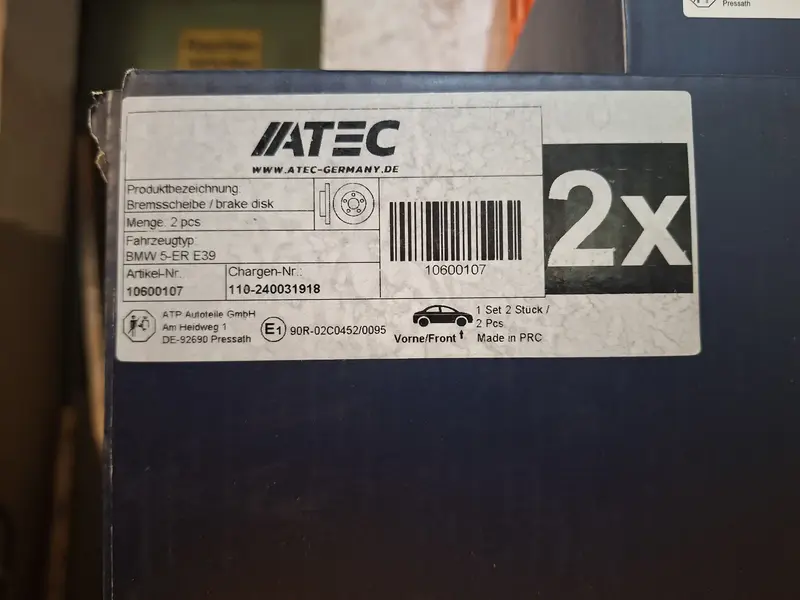 Pressath
ATEC
WWW.ATEC-GERMANY.DE
Produktbezeichnung:
Bremsscheibe / brake disk
Menge: 2 pcs
Fahrzeugtyp:
BMW 5-ER E39
Artikel-Nr.:
10600107
Chargen-Nr.:
110-240031918
10600107
2x
ATP Autoteile GmbH
Am Heidweg 1
DE-92690 Pressath
E1 90R-02C0452/0095
Vorne/Front
1 Set 2 Stuck /
2 Pcs
Made in PRC